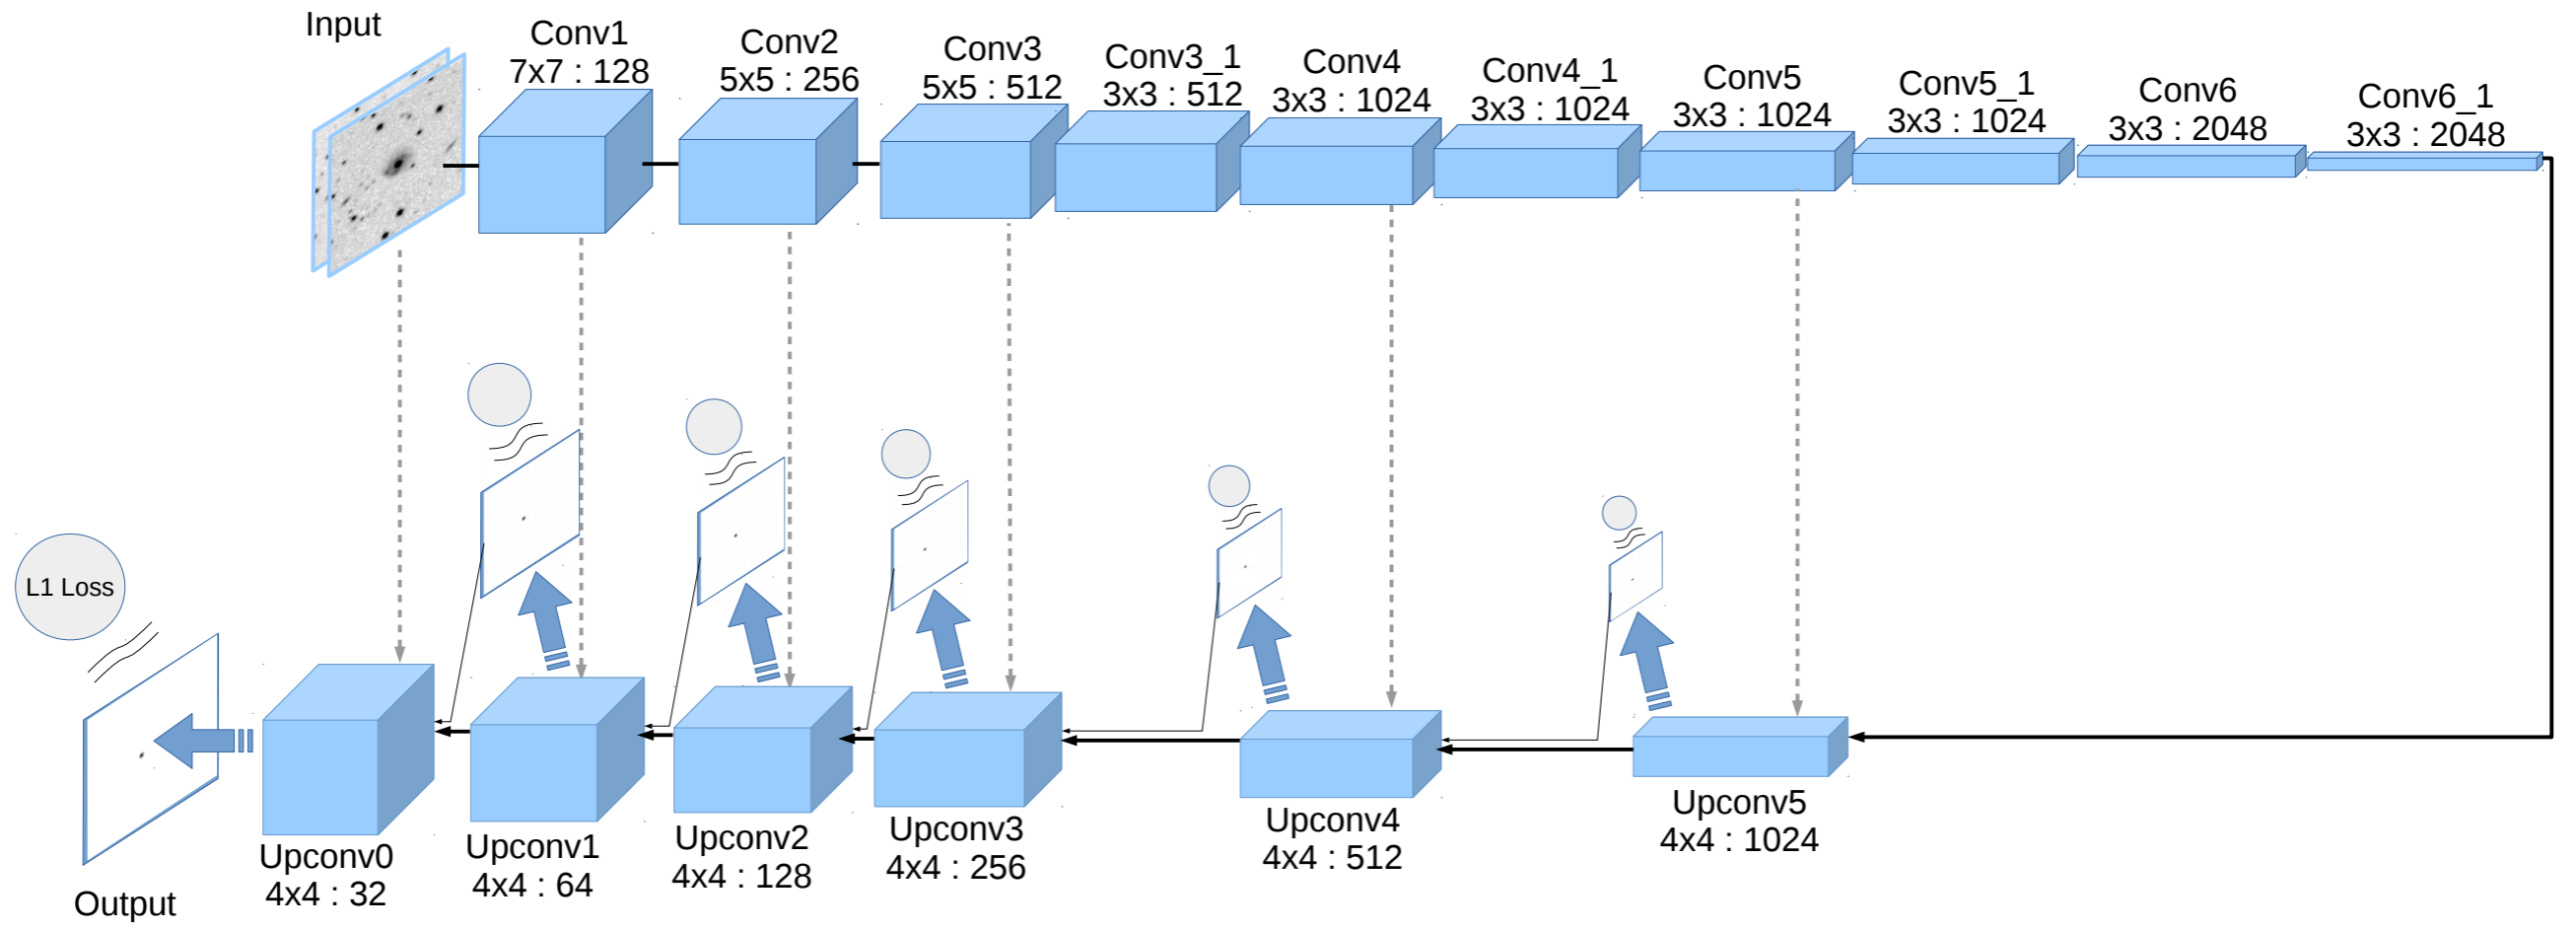 Input
Conv1
7x7 : 128
Conv2
5x5 : 256
Conv3
5x5 : 512
Conv3_1
3x3 : 512
Conv4
3x3 : 1024
Conv4_1
3x3 : 1024
Conv5
3x3 : 1024
Conv5_1
3x3 : 1024
Conv6
3x3 : 2048
Conv6_1
3x3 : 2048
L1 Loss
Output
Upconv0
4x4 : 32
Upconv1
4x4 : 64
Upconv2
4x4 : 128
Upconv3
4x4 : 256
Upconv4
4x4 : 512
Upconv5
4x4 : 1024